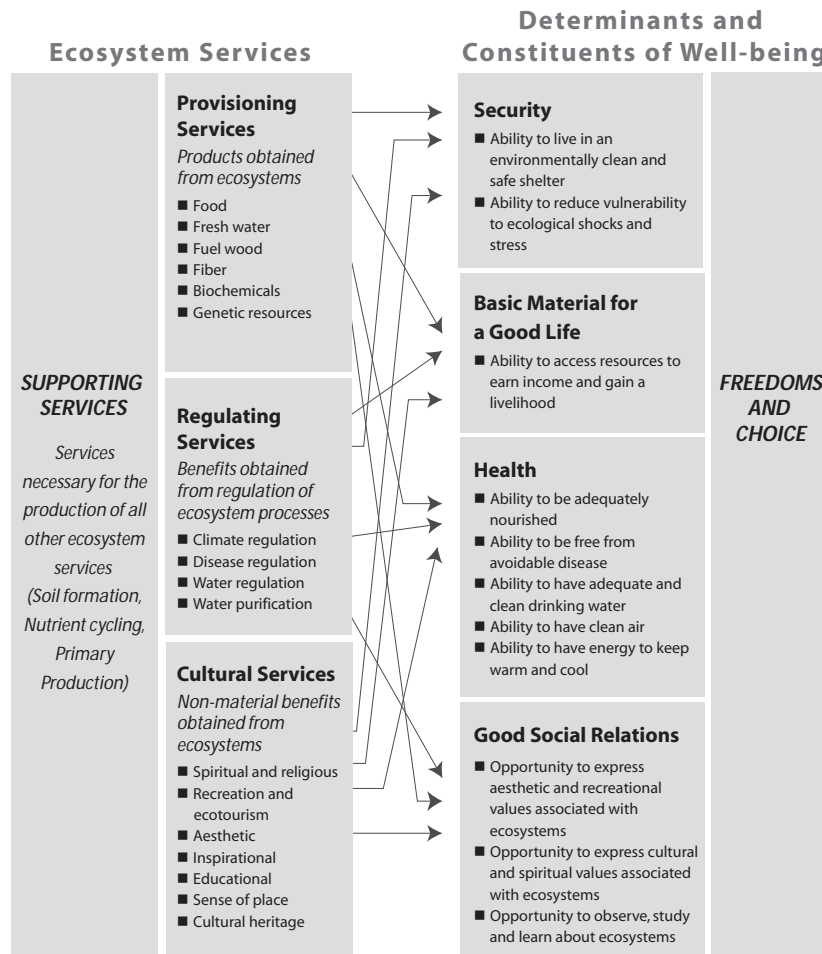 Ecosystem Services
Determinants and
Constituents of Well-being
SUPPORTING
SERVICES
Services
necessary for the
production of all
other ecosystem
services
(Soil formation,
Nutrient cycling,
Primary
Production)
Provisioning
Services
Products obtained
from ecosystems
■ Food
■ Fresh water
■ Fuel wood
■ Fiber
■ Biochemicals
■ Genetic resources
Regulating
Services
Benefits obtained
from regulation of
ecosystem processes
■ Climate regulation
■ Disease regulation
■ Water regulation
■ Water purification
Cultural Services
Non-material benefits
obtained from
ecosystems
■ Spiritual and religious
■ Recreation and
ecotourism
■ Aesthetic
■ Inspirational
■ Educational
■ Sense of place
■ Cultural heritage
Security
■ Ability to live in an
environmentally clean and
safe shelter
■ Ability to reduce vulnerability
to ecological shocks and
stress
Basic Material for
a Good Life
■ Ability to access resources to
earn income and gain a
livelihood
Health
■ Ability to be adequately
nourished
■ Ability to be free from
avoidable disease
■ Ability to have adequate and
clean drinking water
■ Ability to have clean air
■ Ability to have energy to keep
warm and cool
Good Social Relations
■ Opportunity to express
aesthetic and recreational
values associated with
ecosystems
■ Opportunity to express cultural
and spiritual values associated
with ecosystems
■ Opportunity to observe, study
and learn about ecosystems
FREEDOMS
AND
CHOICE